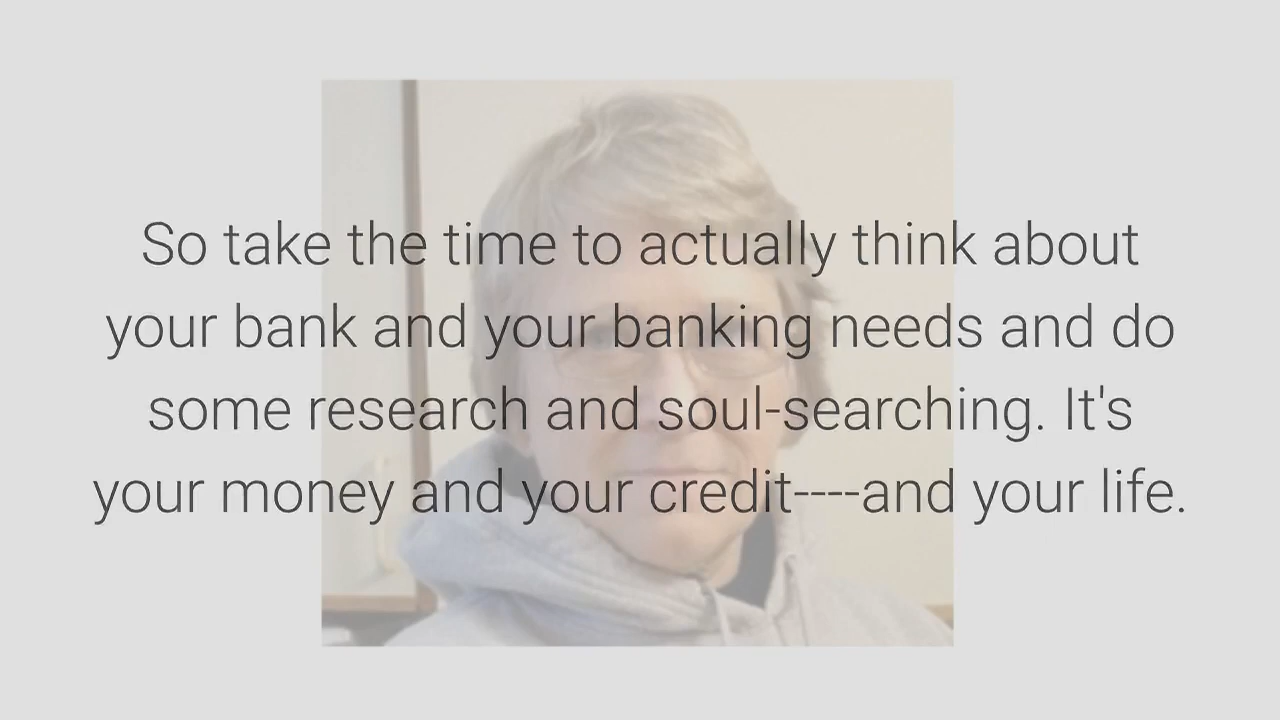 So take the time to actually think about
your bank and your banking needs and do
some research and soul-searching. It's
your money and your credit----and your life.